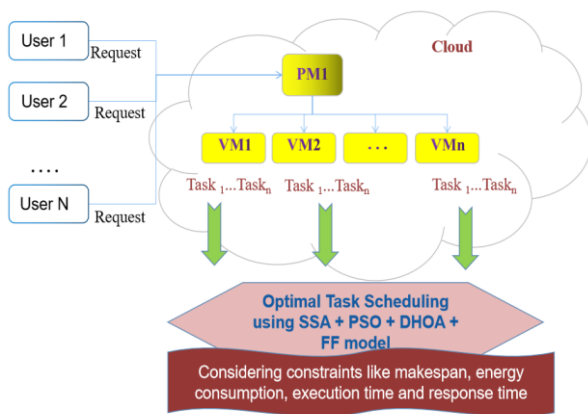 User 1
Request
Cloud
PM1
User 2
Request
VM1 VM2 . . . VMn
....
Task 1...Taskn Task 1...Taskn Task 1...Taskn
User N
Request
Optimal Task Scheduling
using SSA + PSO + DHOA +
FF model
Considering constraints like makespan, energy
consumption, execution time and response time